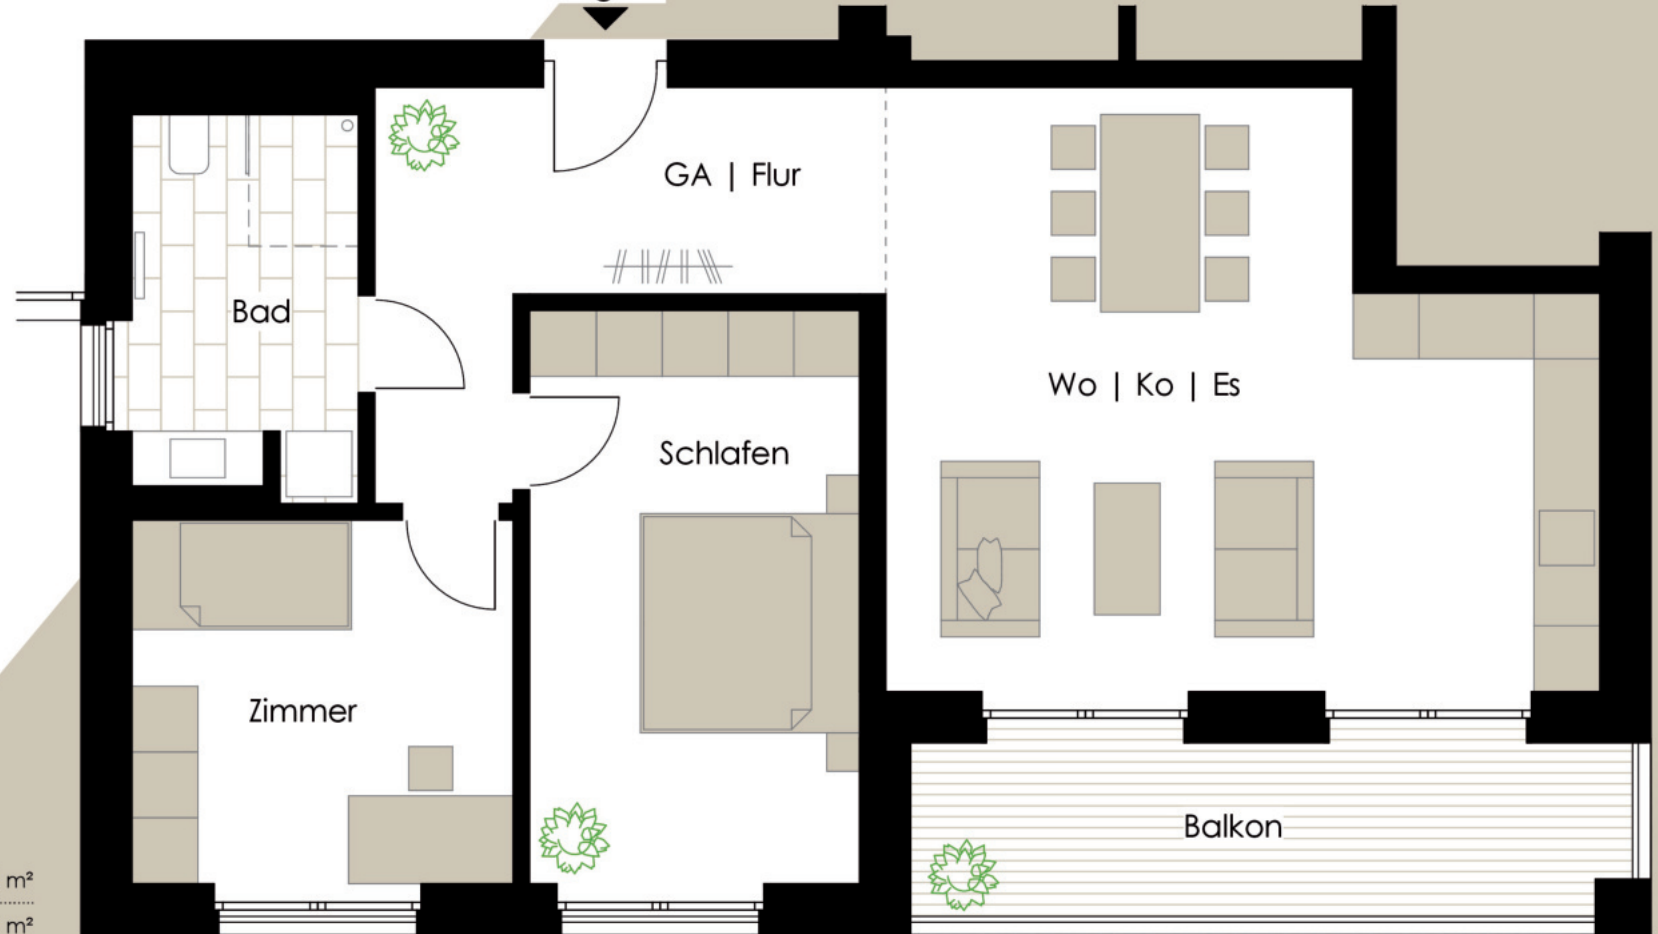 GA | Flur
Bad
Wo | Ko | Es
Schlafen
Zimmer
Balkon
m²
m²